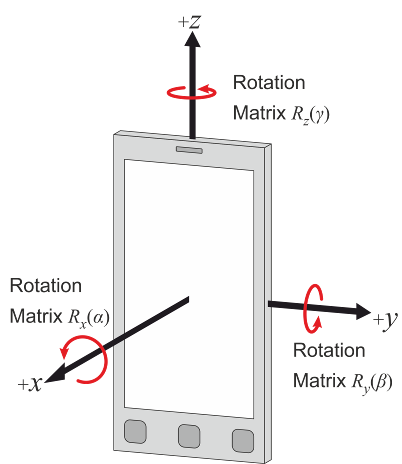 +z
Rotation
Matrix Rz(γ)
Rotation
Matrix Rx(α)
+x
+y
Rotation
Matrix Ry(β)